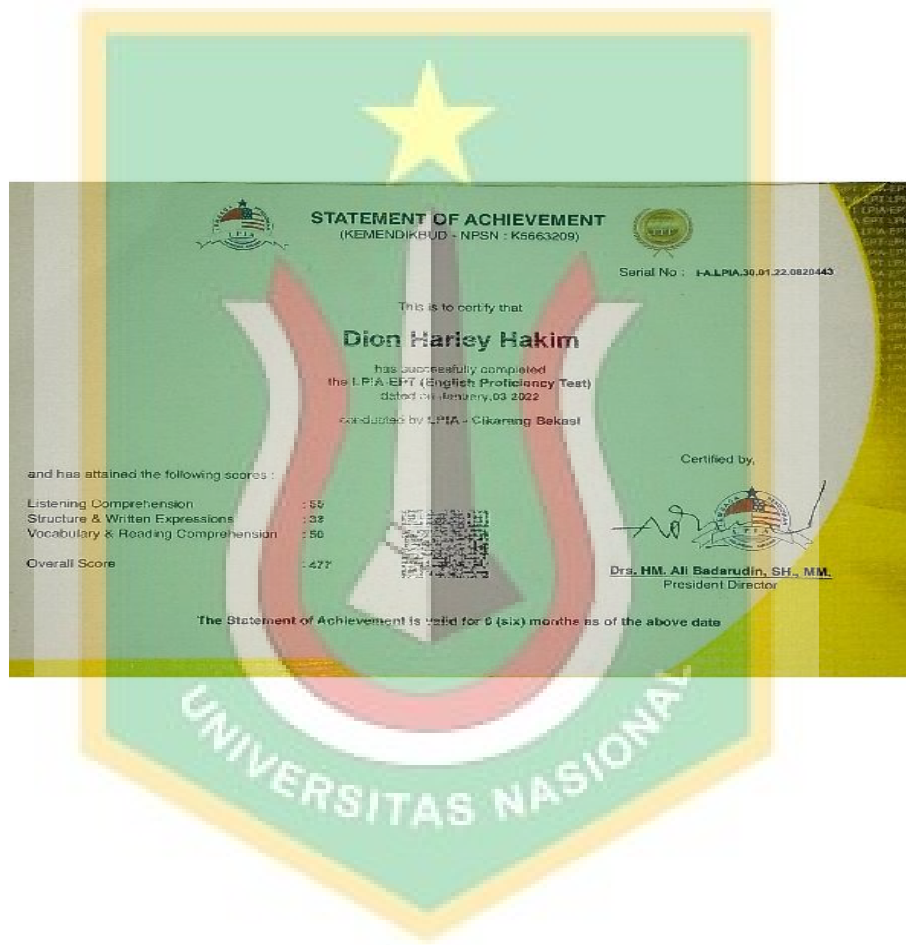 STATEMENT OF ACHIEVEMENT
(KEMENDIKBUD - NPSN : K5663209)
LPIA
Serial No : I-A.LPIA.30.01.22.0820443
This is to certify that
Dion Harley Hakim
has successfully completed
the LPIA-EPT (English Proficiency Test)
dated on January,03 2022
conducted by LPIA - Cikarang Bekasi
Certified by,
and has attained the following scores :
Listening Comprehension : 55
Structure & Written Expressions : 38
Vocabulary & Reading Comprehension : 50
Overall Score : 477
Drs. HM. Ali Badarudin, SH., MM.
President Director
The Statement of Achievement is valid for 6 (six) months as of the above date
UNIVERSITAS NASIONAL